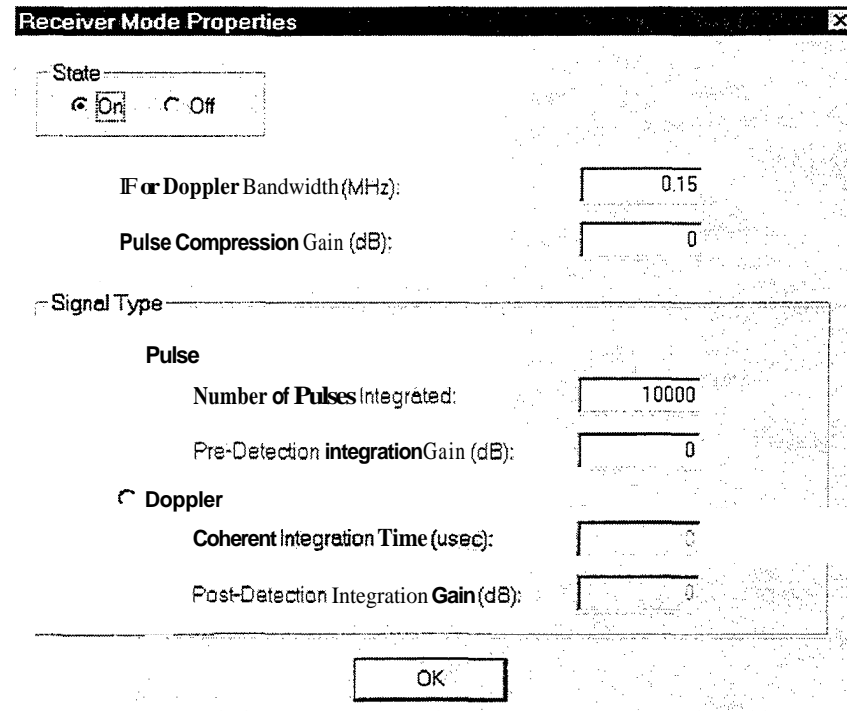 Receiver Mode Properties
State
On Off
IF or Doppler Bandwidth (MHz): 0.15
Pulse Compression Gain (dB): 0
Signal Type
Pulse
Number of Pulses Integrated: 10000
Pre-Detection integration Gain (dB): 0
Doppler
Coherent Integration Time (usec): 0
Post-Detection Integration Gain (dB): 0
OK